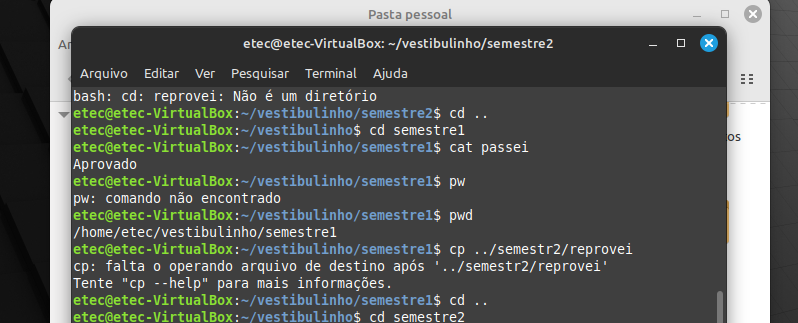 Pasta pessoal
etec@etec-VirtualBox: ~/vestibulinho/semestre2
Arquivo Editar Ver Pesquisar Terminal Ajuda
bash: cd: reprovei: Não é um diretório
etec@etec-VirtualBox:~/vestibulinho/semestre2$ cd ..
etec@etec-VirtualBox:~/vestibulinho$ cd semestre1
etec@etec-VirtualBox:~/vestibulinho/semestre1$ cat passei
Aprovado
etec@etec-VirtualBox:~/vestibulinho/semestre1$ pw
pw: comando não encontrado
etec@etec-VirtualBox:~/vestibulinho/semestre1$ pwd
/home/etec/vestibulinho/semestre1
etec@etec-VirtualBox:~/vestibulinho/semestre1$ cp ../semestr2/reprovei
cp: falta o operando arquivo de destino após '../semestr2/reprovei'
Tente "cp --help" para mais informações.
etec@etec-VirtualBox:~/vestibulinho/semestre1$ cd ..
etec@etec-VirtualBox:~/vestibulinho$ cd semestre2